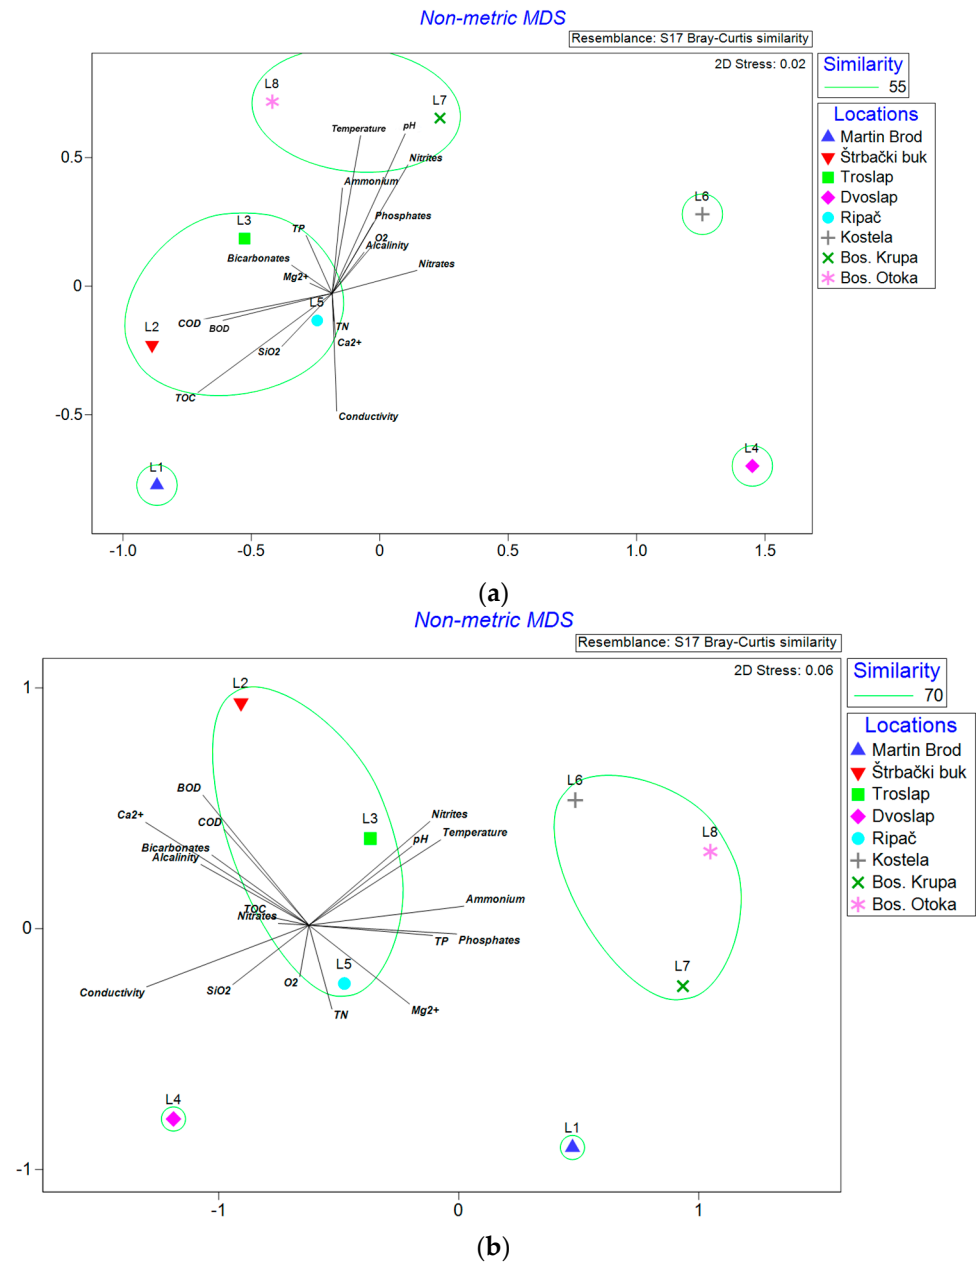 Non-metric MDS
Resemblance: S17 Bray-Curtis similarity
2D Stress: 0.02
Similarity
55
Locations
Martin Brod
Štrbački buk
Troslap
Dvoslap
Ripač
Kostela
Bos. Krupa
Bos. Otoka
L8
L7
Temperature
pH
Nitrites
0.5
Ammonium
L6
L3
TP
Phosphates
O2
Alcalinity
Bicarbonates
Nitrates
Mg2+
0
L5
COD
BOD
L2
TN
Ca2+
SiO2
TOC
-0.5
Conductivity
L4
L1
-1.0 -0.5 0 0.5 1.0 1.5
(a)
Non-metric MDS
Resemblance: S17 Bray-Curtis similarity
2D Stress: 0.06
Similarity
70
Locations
Martin Brod
Štrbački buk
Troslap
Dvoslap
Ripač
Kostela
Bos. Krupa
Bos. Otoka
1
L2
L6
BOD
Ca2+
COD
L3
Nitrites
Temperature
pH
L8
Bicarbonates
Alcalinity
Ammonium
TOC
Nitrates
0
TP
Phosphates
L5
L7
O2
SiO2
Conductivity
TN
Mg2+
L4
L1
-1
-1 0 1
(b)